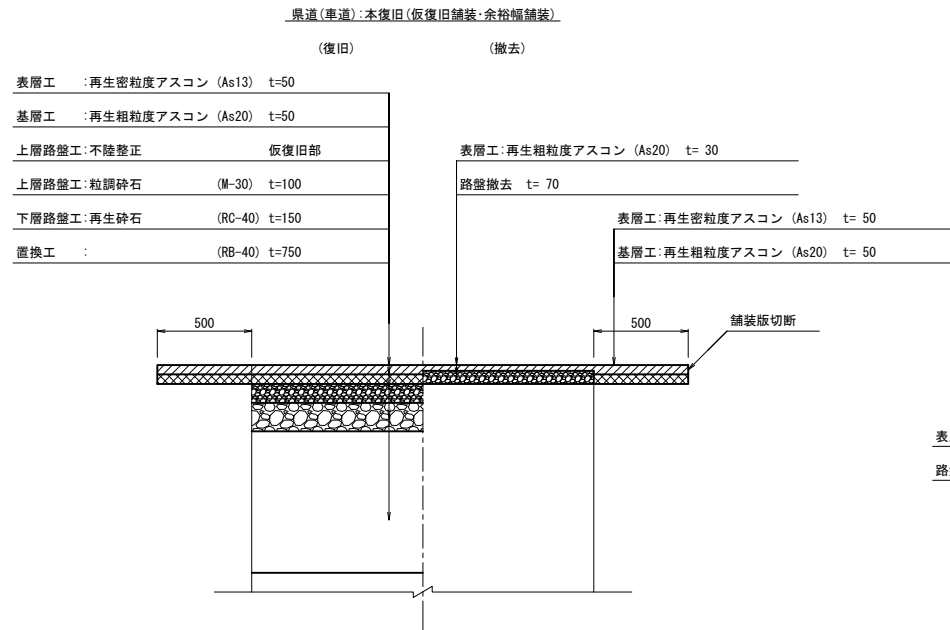 県道(車道):本復旧(仮復旧舗装・余裕幅舗装)
(復旧)
(撤去)
表層工 :再生密粒度アスコン (As13) t=50
基層工 :再生粗粒度アスコン (As20) t=50
上層路盤工:不陸整正 仮復旧部
上層路盤工:粒調砕石 (M-30) t=100
下層路盤工:再生砕石 (RC-40) t=150
置換工 : (RB-40) t=750
表層工:再生粗粒度アスコン (As20) t= 30
路盤撤去 t= 70
表層工:再生密粒度アスコン (As13) t= 50
基層工:再生粗粒度アスコン (As20) t= 50
500
500
舗装版切断
表
路